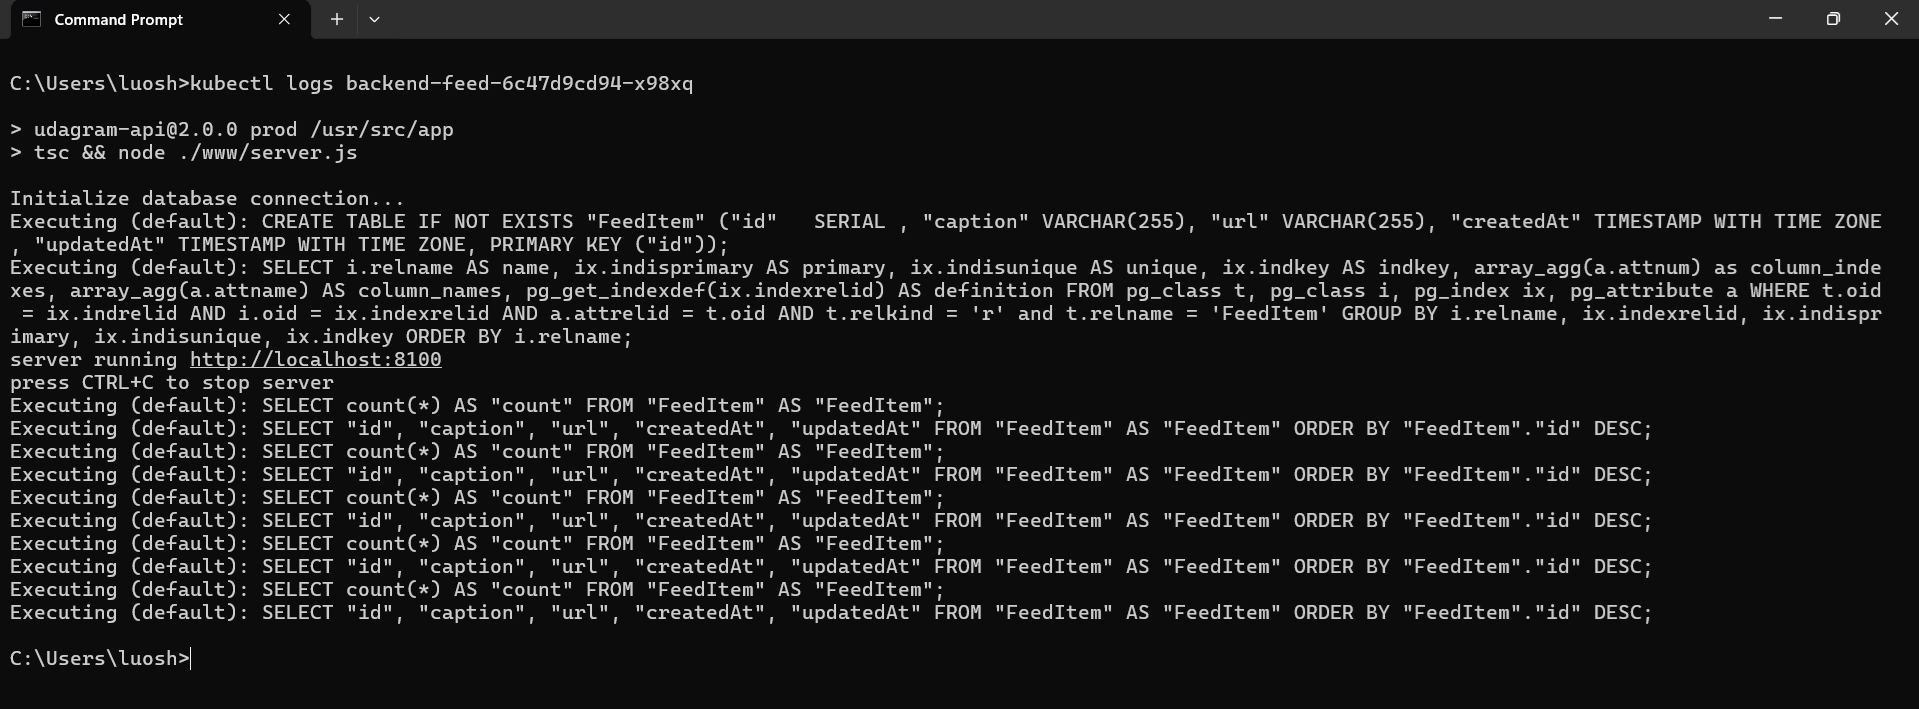 Command Prompt
C:\Users\luosh>kubectl logs backend-feed-6c47d9cd94-x98xq
> udagram-api@2.0.0 prod /usr/src/app
> tsc && node ./www/server.js
Initialize database connection...
Executing (default): CREATE TABLE IF NOT EXISTS "FeedItem" ("id"   SERIAL , "caption" VARCHAR(255), "url" VARCHAR(255), "createdAt" TIMESTAMP WITH TIME ZONE
, "updatedAt" TIMESTAMP WITH TIME ZONE, PRIMARY KEY ("id"));
Executing (default): SELECT i.relname AS name, ix.indisprimary AS primary, ix.indisunique AS unique, ix.indkey AS indkey, array_agg(a.attnum) as column_inde
xes, array_agg(a.attname) AS column_names, pg_get_indexdef(ix.indexrelid) AS definition FROM pg_class t, pg_class i, pg_index ix, pg_attribute a WHERE t.oid
 = ix.indrelid AND i.oid = ix.indexrelid AND a.attrelid = t.oid AND t.relkind = 'r' and t.relname = 'FeedItem' GROUP BY i.relname, ix.indexrelid, ix.indispr
imary, ix.indisunique, ix.indkey ORDER BY i.relname;
server running http://localhost:8100
press CTRL+C to stop server
Executing (default): SELECT count(*) AS "count" FROM "FeedItem" AS "FeedItem";
Executing (default): SELECT "id", "caption", "url", "createdAt", "updatedAt" FROM "FeedItem" AS "FeedItem" ORDER BY "FeedItem"."id" DESC;
Executing (default): SELECT count(*) AS "count" FROM "FeedItem" AS "FeedItem";
Executing (default): SELECT "id", "caption", "url", "createdAt", "updatedAt" FROM "FeedItem" AS "FeedItem" ORDER BY "FeedItem"."id" DESC;
Executing (default): SELECT count(*) AS "count" FROM "FeedItem" AS "FeedItem";
Executing (default): SELECT "id", "caption", "url", "createdAt", "updatedAt" FROM "FeedItem" AS "FeedItem" ORDER BY "FeedItem"."id" DESC;
Executing (default): SELECT count(*) AS "count" FROM "FeedItem" AS "FeedItem";
Executing (default): SELECT "id", "caption", "url", "createdAt", "updatedAt" FROM "FeedItem" AS "FeedItem" ORDER BY "FeedItem"."id" DESC;
Executing (default): SELECT count(*) AS "count" FROM "FeedItem" AS "FeedItem";
Executing (default): SELECT "id", "caption", "url", "createdAt", "updatedAt" FROM "FeedItem" AS "FeedItem" ORDER BY "FeedItem"."id" DESC;
C:\Users\luosh>